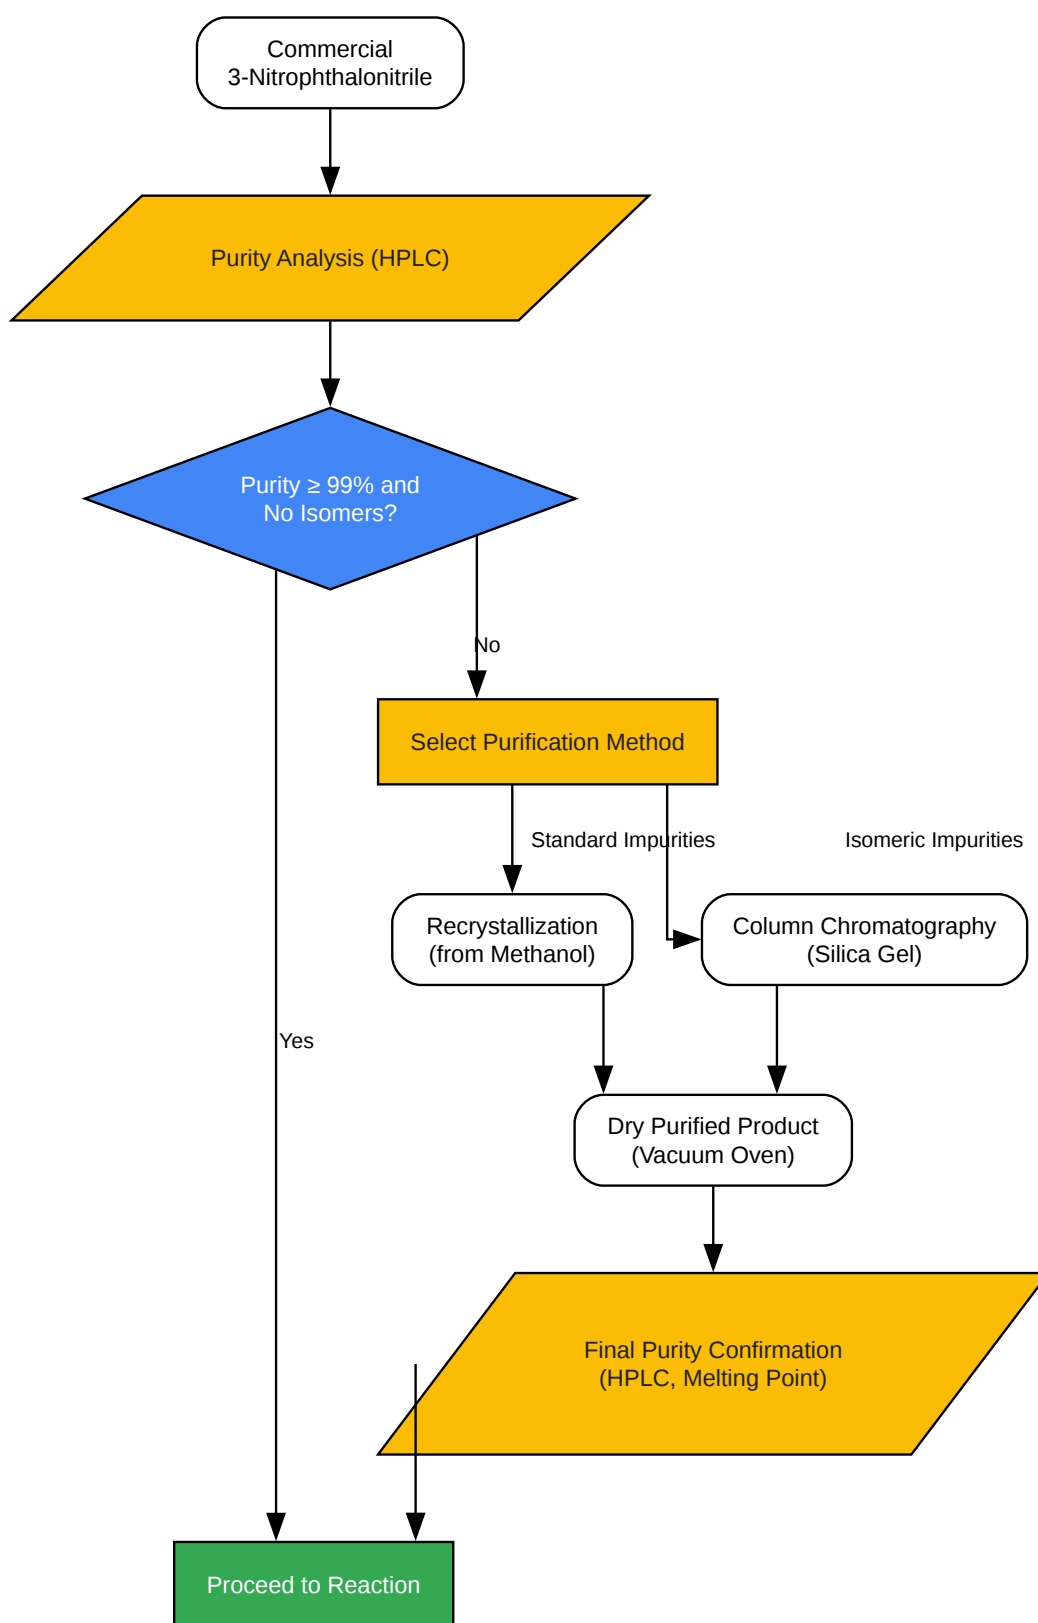 Commercial
3-Nitrophthalonitrile
Purity Analysis (HPLC)
Purity ≥ 99% and
No Isomers?
No
Select Purification Method
Standard Impurities
Isomeric Impurities
Recrystallization
(from Methanol)
Column Chromatography
(Silica Gel)
Yes
Dry Purified Product
(Vacuum Oven)
Final Purity Confirmation
(HPLC, Melting Point)
Proceed to Reaction